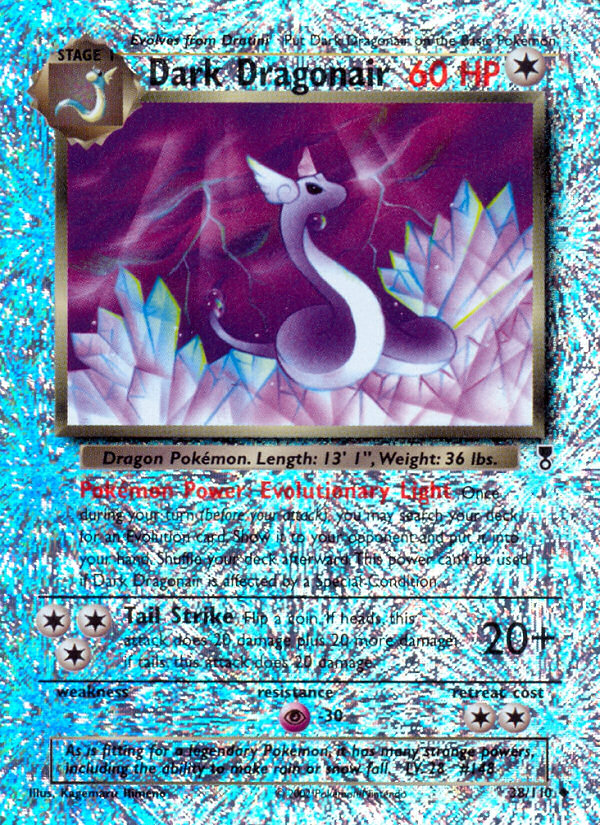 Evolves from Dratini Put Dark Dragonair on the Basic Pokémon
STAGE 1
Dark Dragonair 60 HP
Dragon Pokémon. Length: 13' 1", Weight: 36 lbs.
Pokémon Power: Evolutionary Light Once
during your turn (before your attack), you may search your deck
for an Evolution card. Show it to your opponent and put it into
your hand. Shuffle your deck afterward. This power can't be used
if Dark Dragonair is affected by a Special Condition.
Tail Strike Flip a coin. If heads, this
attack does 20 damage plus 20 more damage;
if tails, this attack does 20 damage.
20+
weakness resistance retreat cost
-30
As is fitting for a legendary Pokémon, it has many strange powers,
including the ability to make rain or snow fall. LV. 28 #148
Illus. Kagemaru Himeno © 2002 Pokémon/Nintendo 38/110